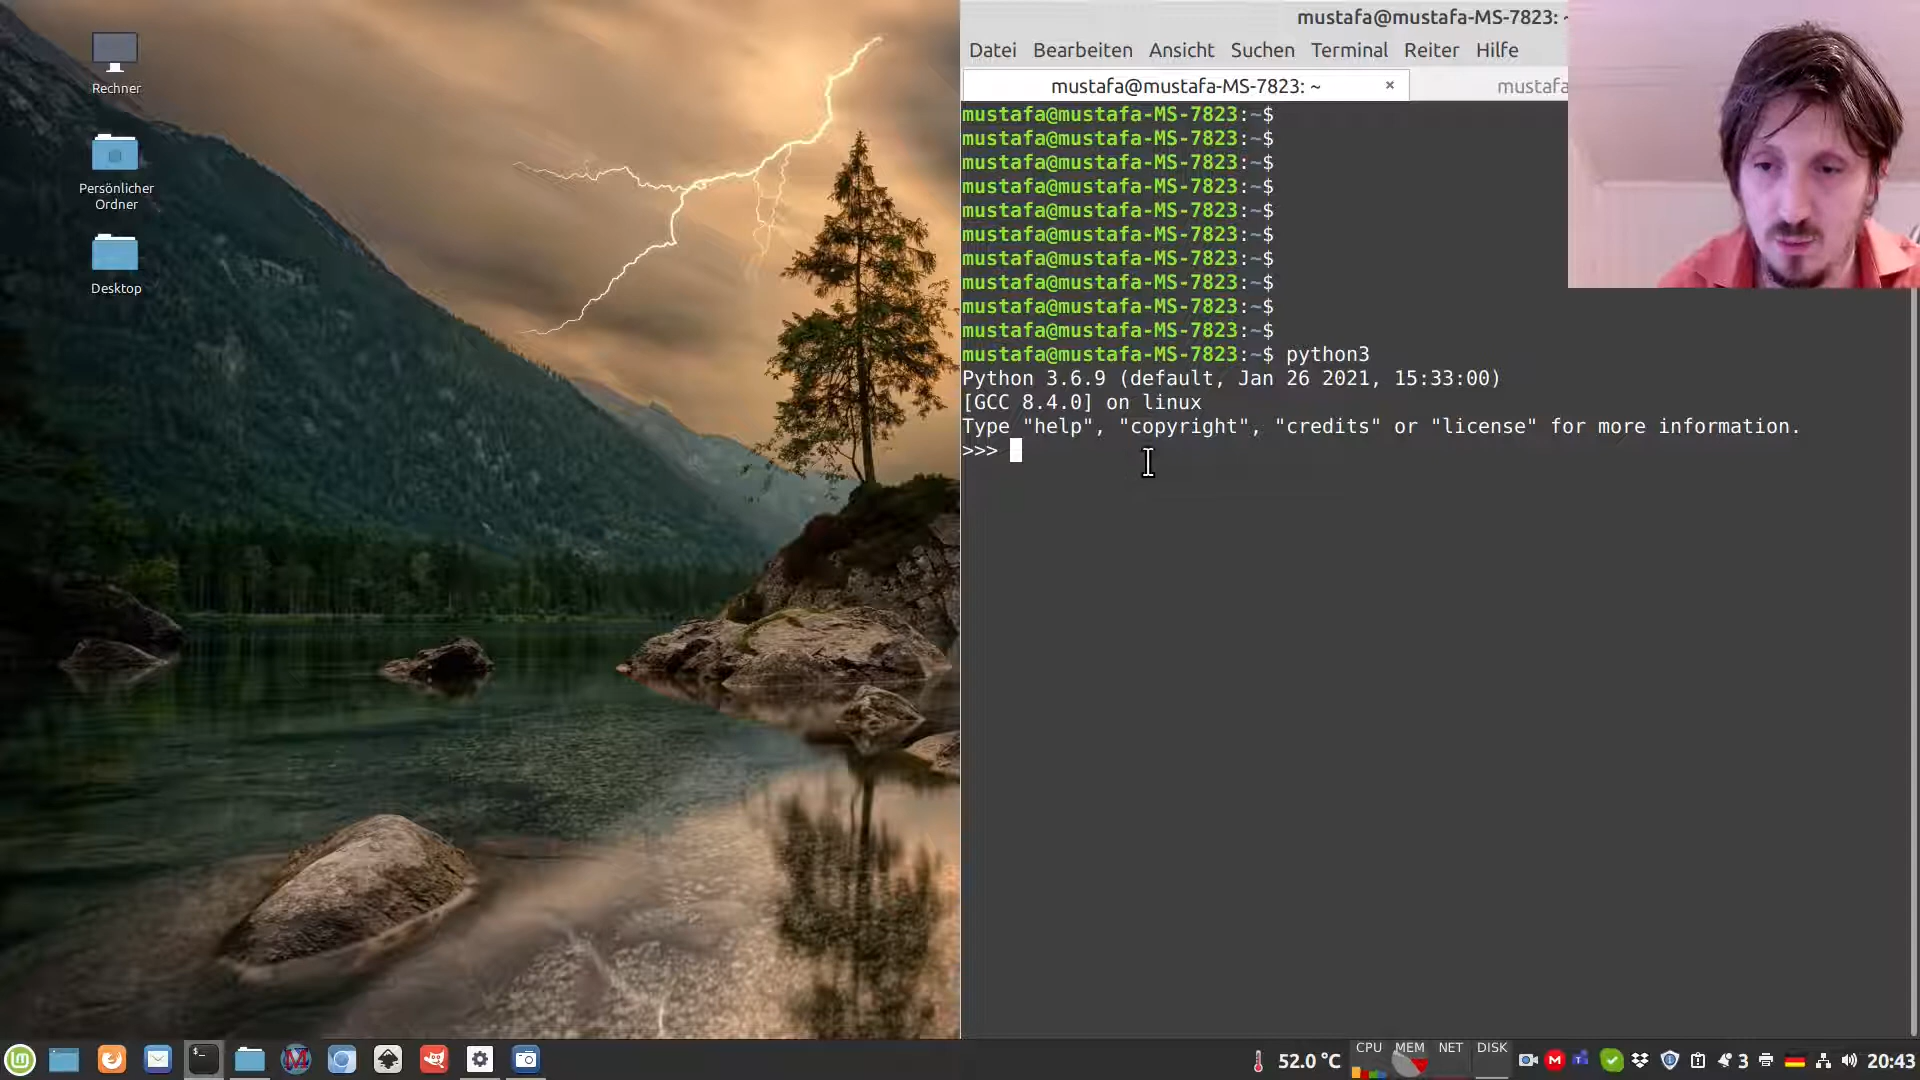 Rechner
Persönlicher
Ordner
Desktop
mustafa@mustafa-MS-7823: ~
Datei Bearbeiten Ansicht Suchen Terminal Reiter Hilfe
mustafa@mustafa-MS-7823: ~ × mustafa
mustafa@mustafa-MS-7823:~$
mustafa@mustafa-MS-7823:~$
mustafa@mustafa-MS-7823:~$
mustafa@mustafa-MS-7823:~$
mustafa@mustafa-MS-7823:~$
mustafa@mustafa-MS-7823:~$
mustafa@mustafa-MS-7823:~$
mustafa@mustafa-MS-7823:~$
mustafa@mustafa-MS-7823:~$
mustafa@mustafa-MS-7823:~$
mustafa@mustafa-MS-7823:~$ python3
Python 3.6.9 (default, Jan 26 2021, 15:33:00)
[GCC 8.4.0] on linux
Type "help", "copyright", "credits" or "license" for more information.
>>>
52.0 °C CPU MEM NET DISK 3 20:43